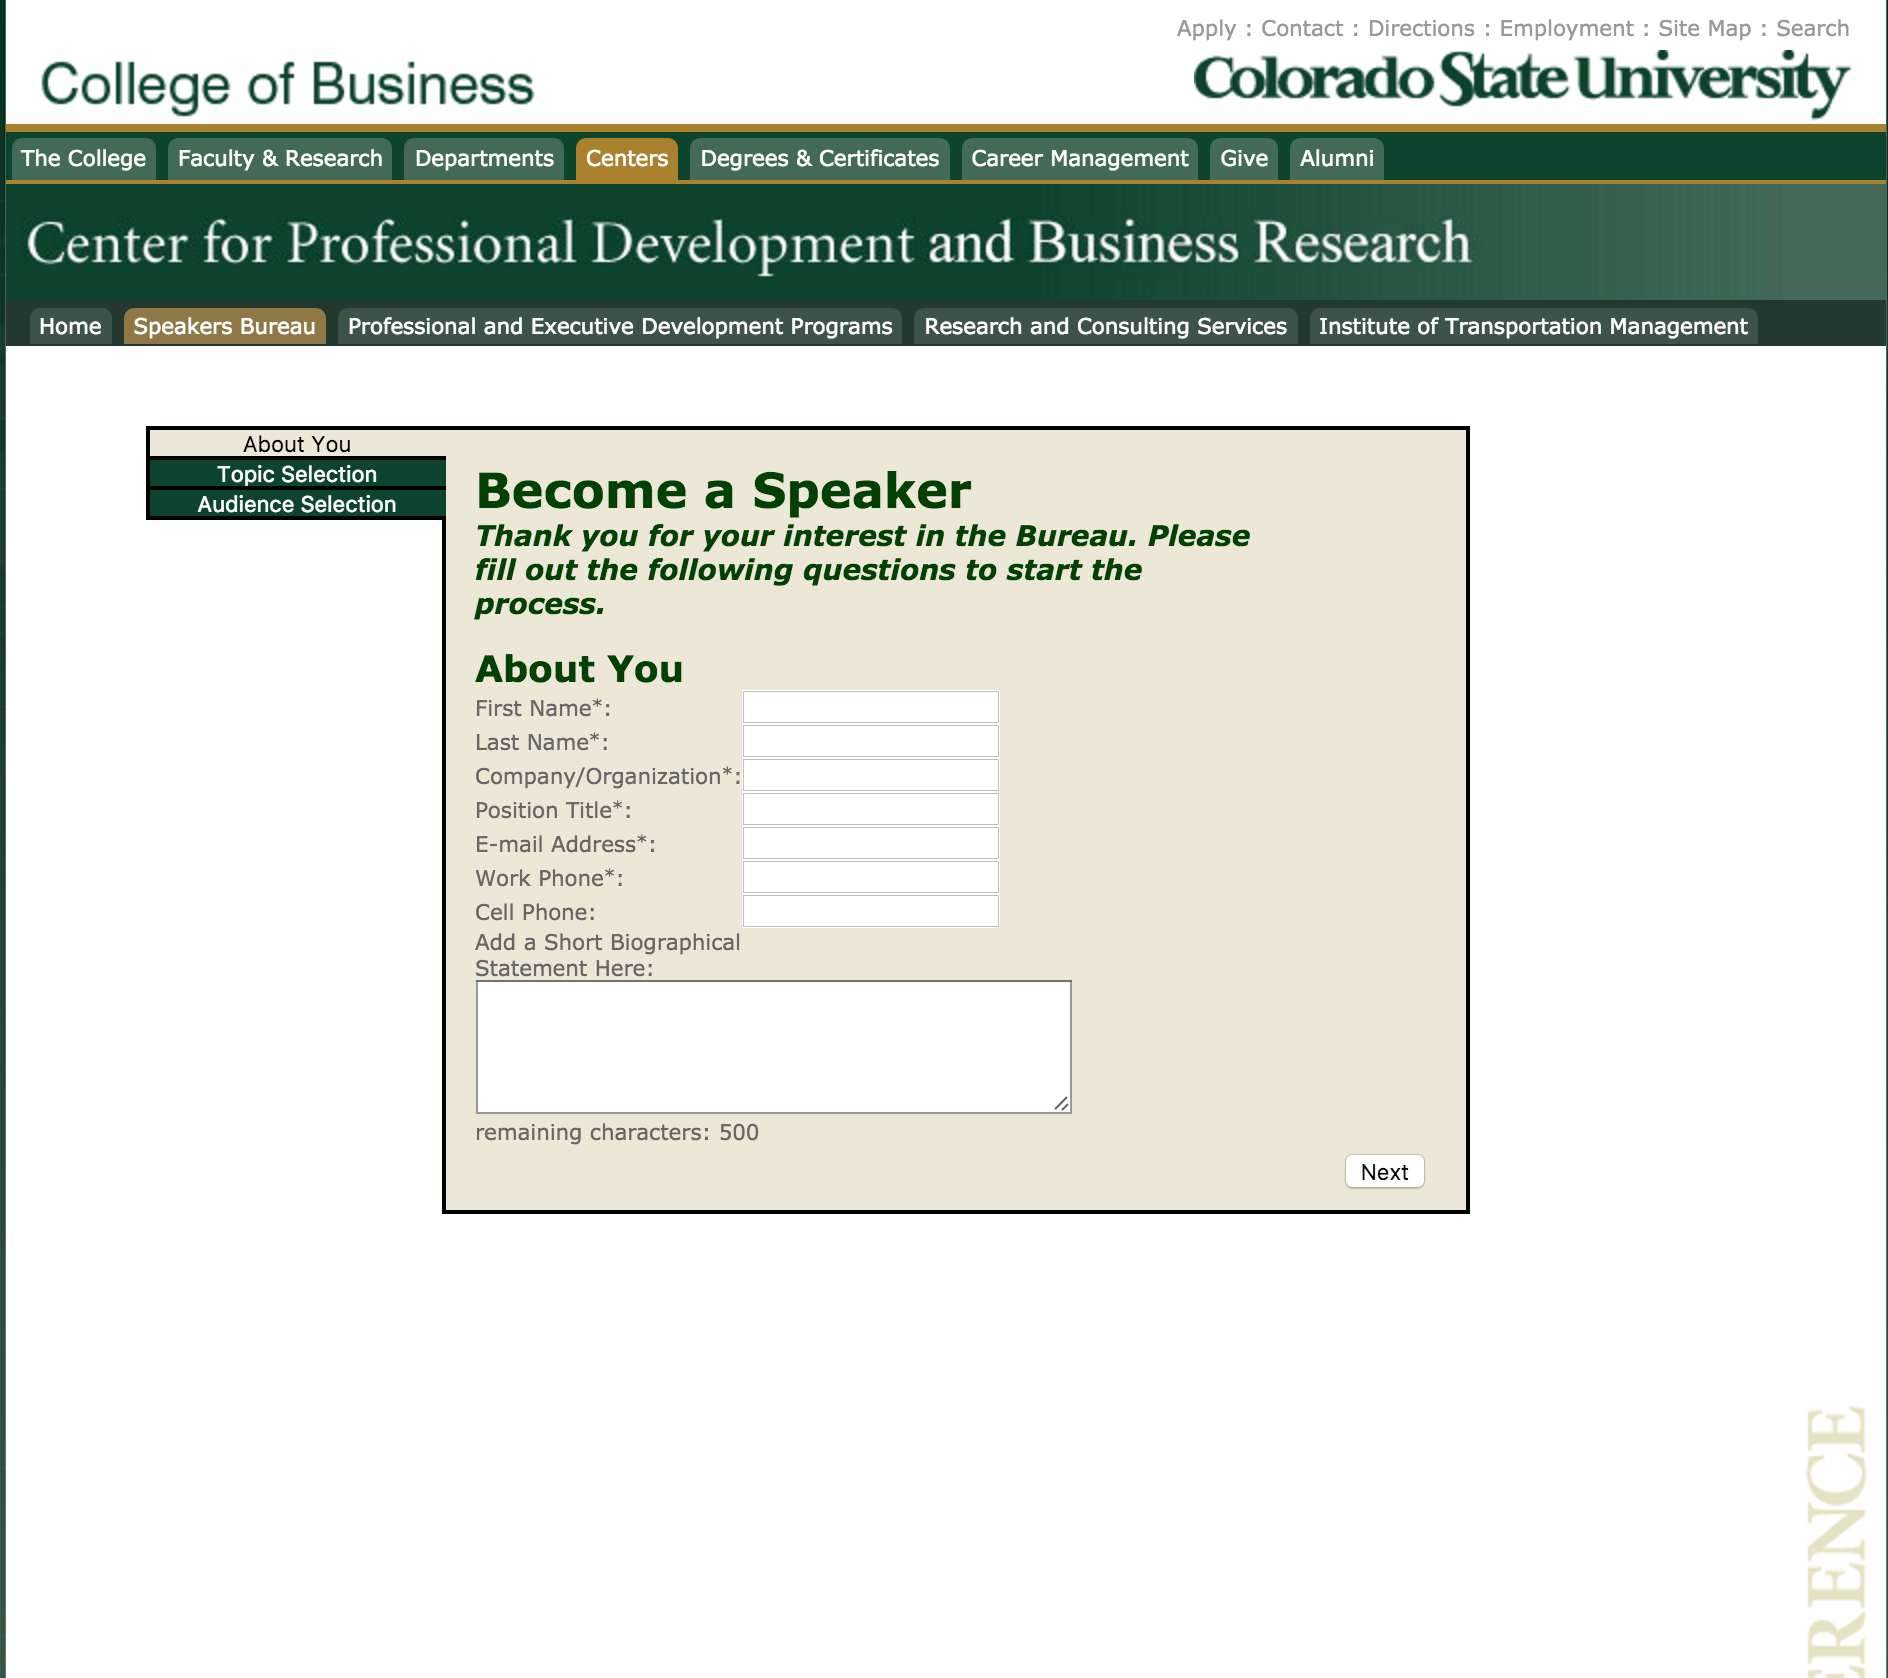 Apply : Contact : Directions : Employment : Site Map : Search
College of Business
Colorado State University
The College
Faculty & Research
Departments
Centers
Degrees & Certificates
Career Management
Give
Alumni
Center for Professional Development and Business Research
Home
Speakers Bureau
Professional and Executive Development Programs
Research and Consulting Services
Institute of Transportation Management
About You
Topic Selection
Audience Selection
Become a Speaker
Thank you for your interest in the Bureau. Please
fill out the following questions to start the
process.
About You
First Name*:
Last Name*:
Company/Organization*:
Position Title*:
E-mail Address*:
Work Phone*:
Cell Phone:
Add a Short Biographical
Statement Here:
remaining characters: 500
Next
RENCE